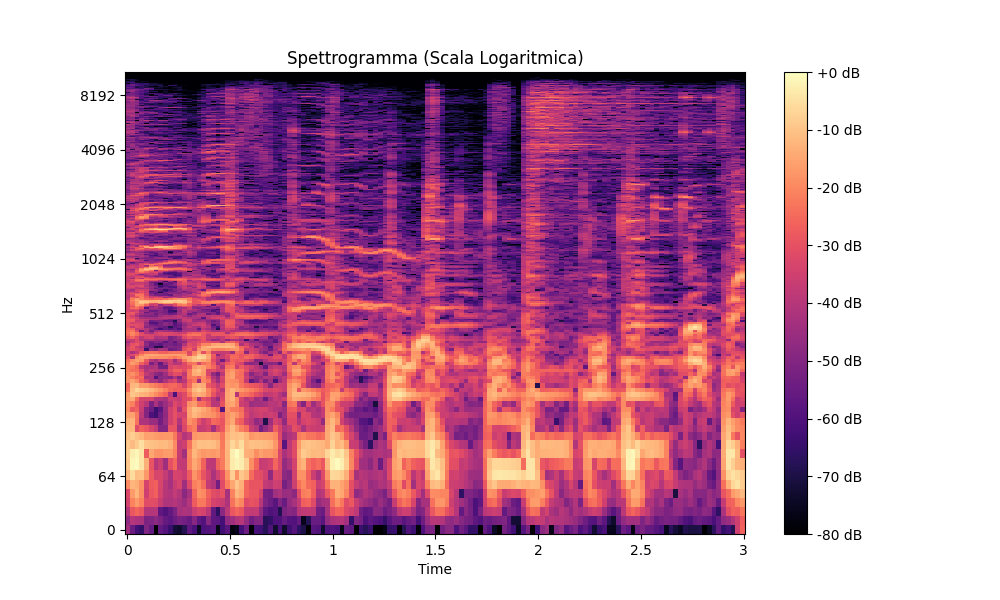 Spettrogramma (Scala Logaritmica)
Hz
8192
4096
2048
1024
512
256
128
64
0
0
0.5
1
1.5
2
2.5
3
Time
+0 dB
-10 dB
-20 dB
-30 dB
-40 dB
-50 dB
-60 dB
-70 dB
-80 dB